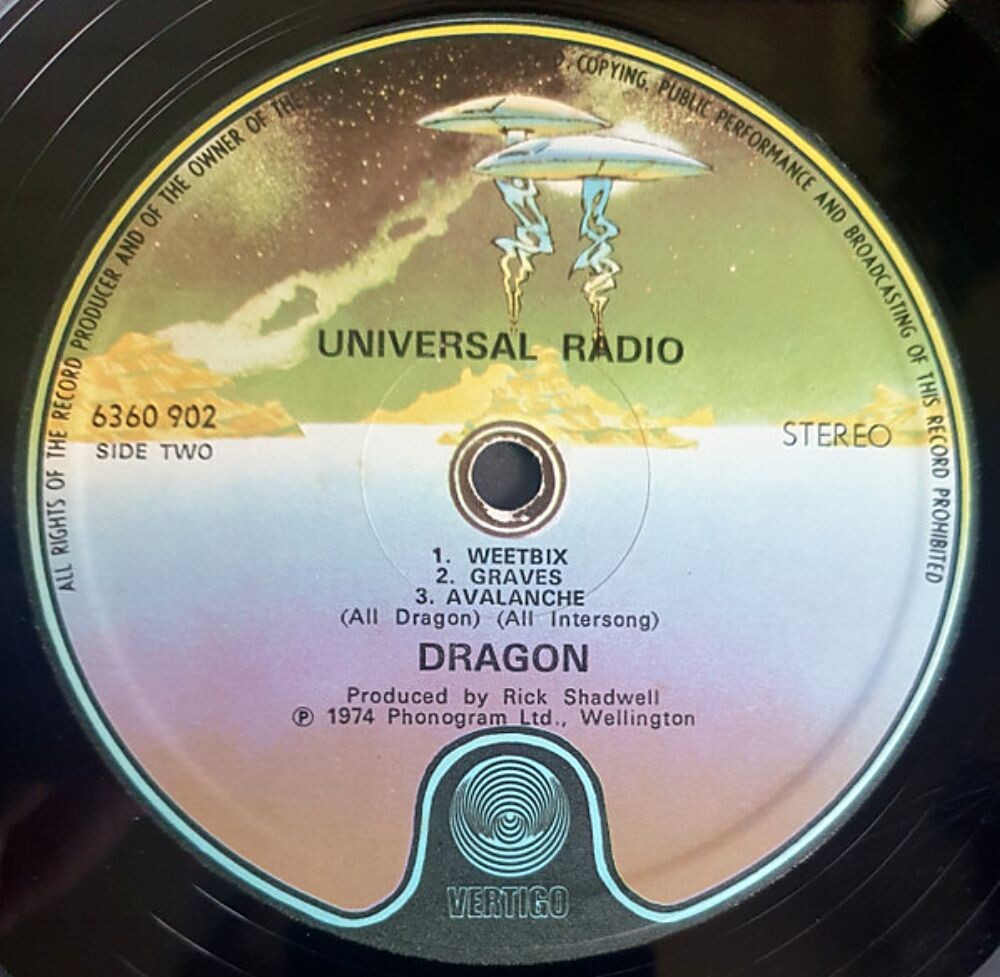 ALL RIGHTS OF THE RECORD PRODUCER AND OF THE OWNER OF THE
D. COPYING, PUBLIC PERFORMANCE AND BROADCASTING OF THIS RECORD PROHIBITED
UNIVERSAL RADIO
6360 902
SIDE TWO
STEREO
1. WEETBIX
2. GRAVES
3. AVALANCHE
(All Dragon) (All Intersong)
DRAGON
Produced by Rick Shadwell
℗ 1974 Phonogram Ltd., Wellington
VERTIGO